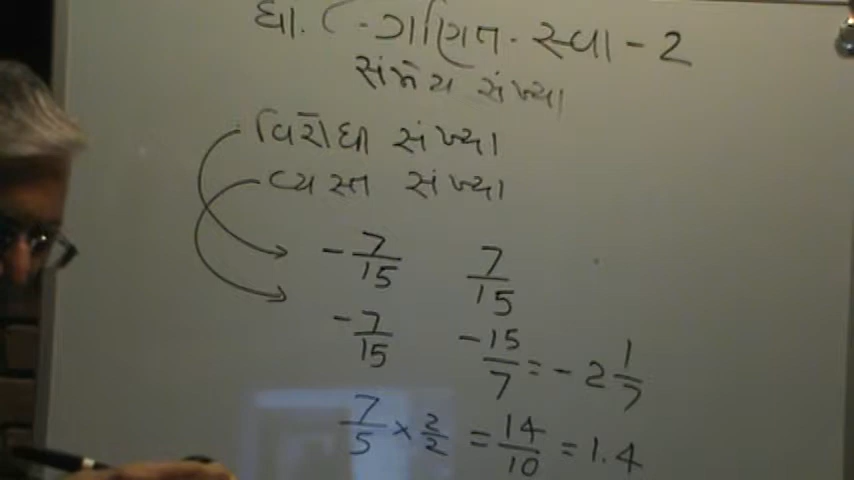 ધા. ૮ - ગણિત - સ્વા - 2
સંમેય સંખ્યા
વિરોધી સંખ્યા
વ્યસ્ત સંખ્યા
-7/15 7/15
-7/15 -15/7 = -2 1/7
7/5 × 2/2 = 14/10 = 1.4